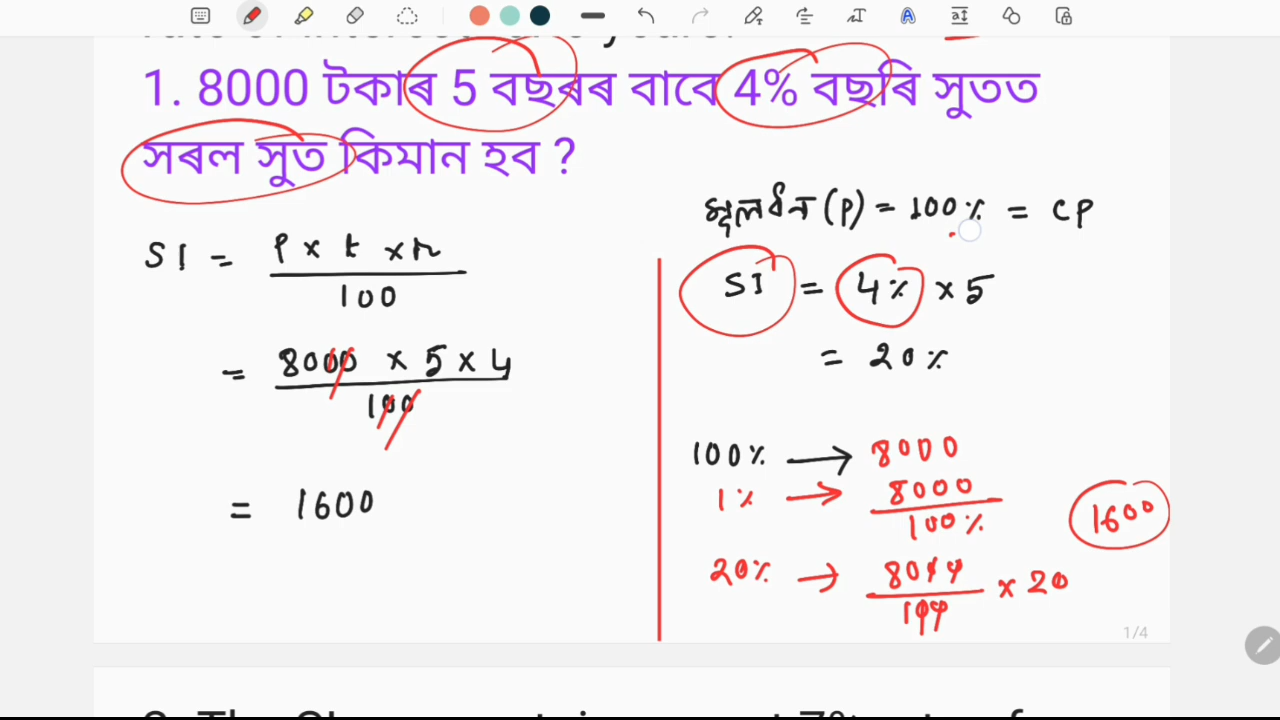 1. 8000 টকাৰ 5 বছৰৰ বাবে 4% বছৰি সুতত
সৰল সুত কিমান হব ?
SI = P × t × r
100
= 8000 × 5 × 4
100
= 1600
মূলধন (P) = 100% = CP
SI = 4% × 5
= 20%
100% → 8000
1% → 8000
100%
1600
20% → 8000 × 20
100
1/4